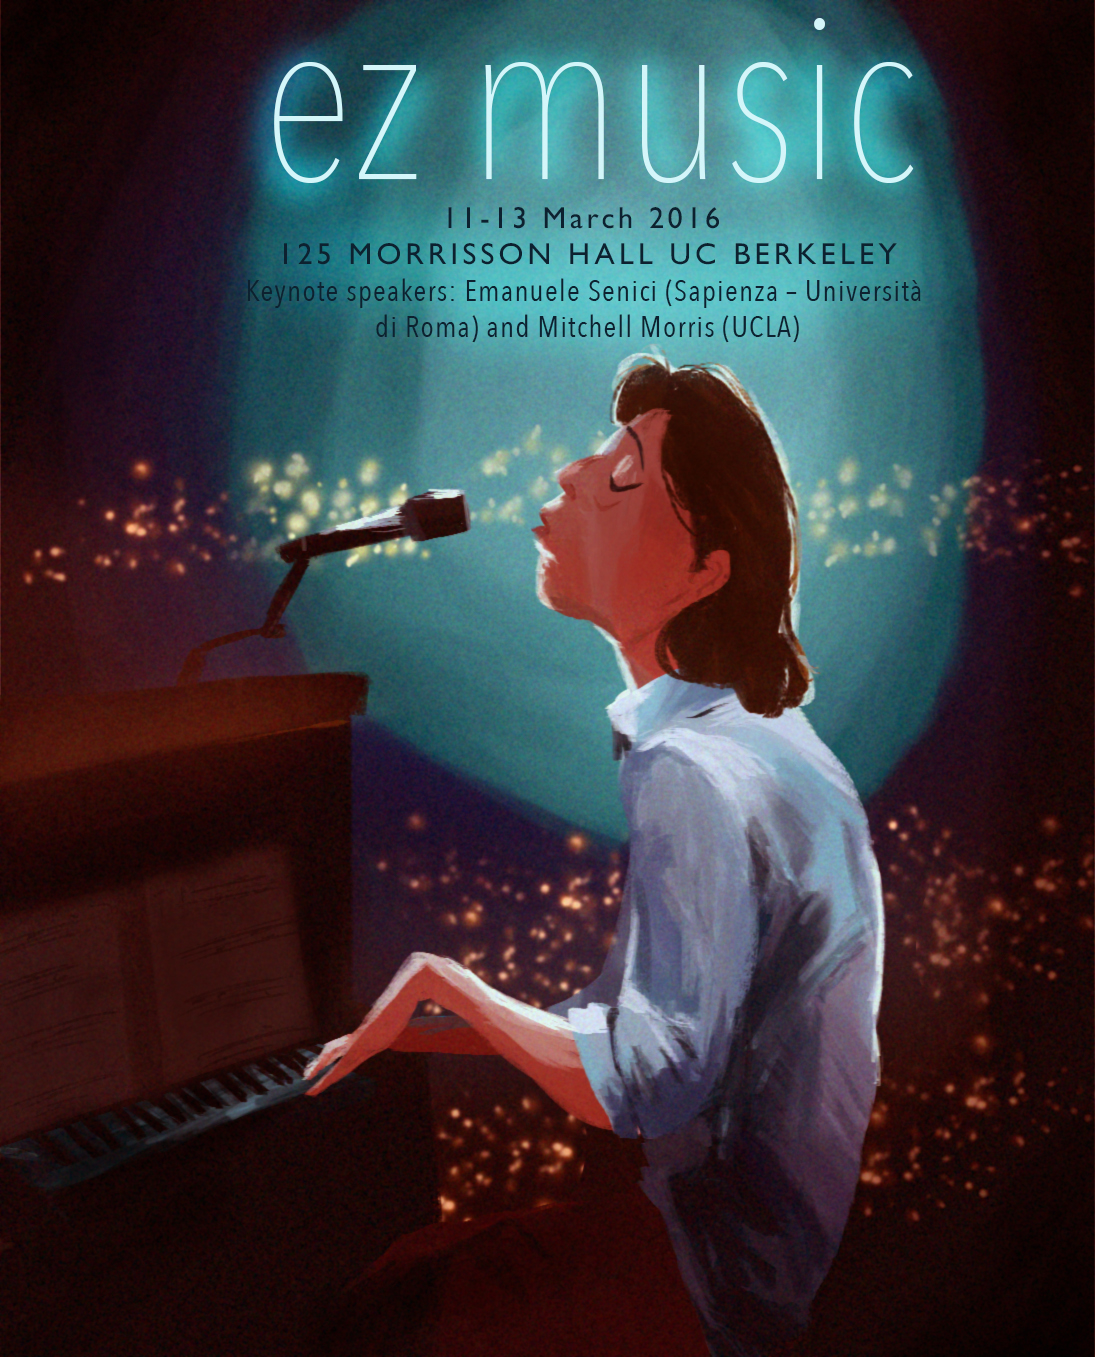 ez music
11-13 March 2016
125 MORRISSON HALL UC BERKELEY
Keynote speakers: Emanuele Senici (Sapienza – Università
di Roma) and Mitchell Morris (UCLA)